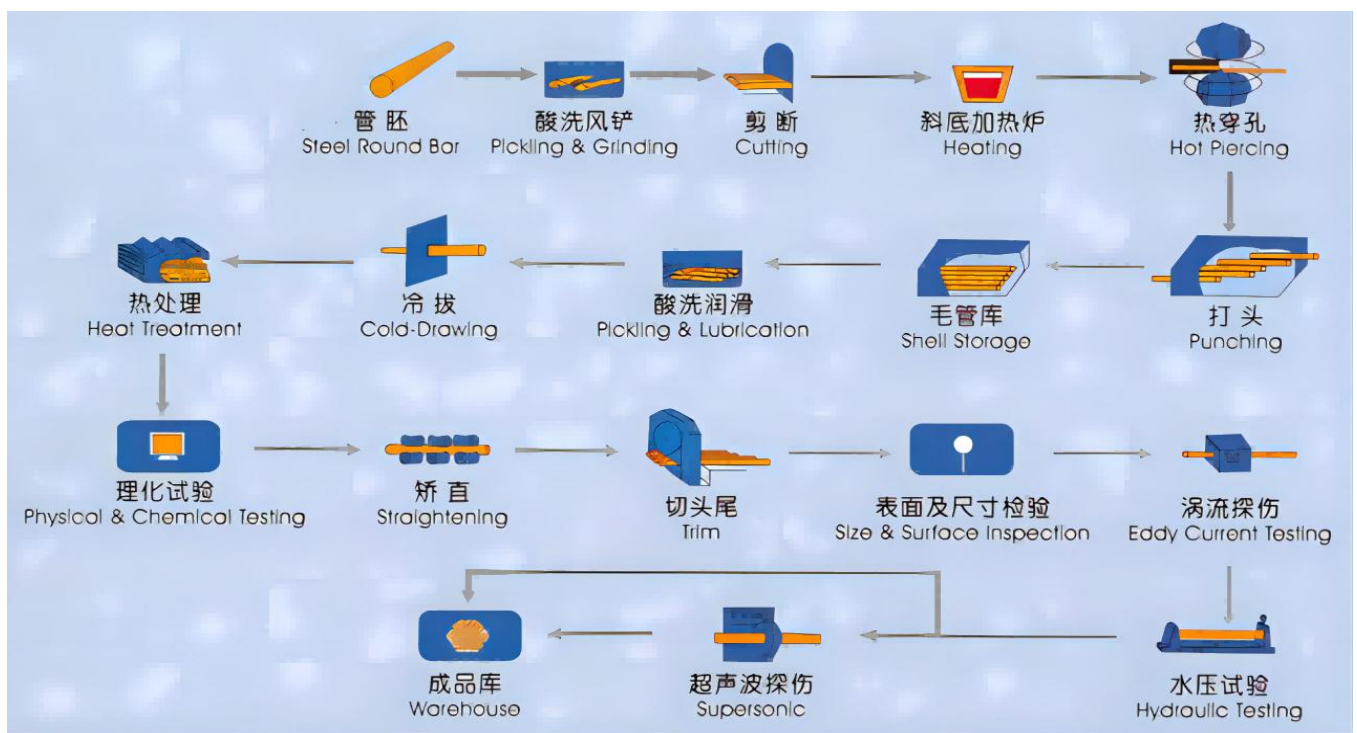 管胚
Steel Round Bar
酸洗风铲
Pickling & Grinding
剪断
Cutting
斜底加热炉
Heating
热穿孔
Hot Piercing
热处理
Heat Treatment
冷拔
Cold-Drawing
酸洗润滑
Pickling & Lubrication
毛管库
Shell Storage
打头
Punching
理化试验
Physical & Chemical Testing
矫直
Straightening
切头尾
Trim
表面及尺寸检验
Size & Surface Inspection
涡流探伤
Eddy Current Testing
成品库
Warehouse
超声波探伤
Supersonic
水压试验
Hydraulic Testing